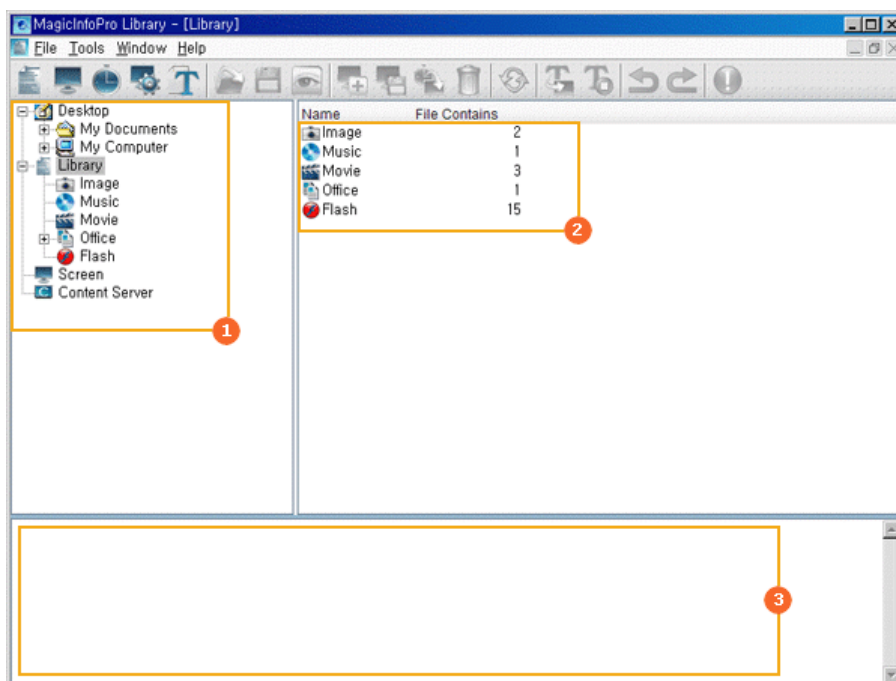 MagicInfoPro Library - [Library]
File Tools Window Help
Desktop
My Documents
My Computer
Library
Image
Music
Movie
Office
Flash
Screen
Content Server
1
Name File Contains
Image 2
Music 1
Movie 3
Office 1
Flash 15
2
3